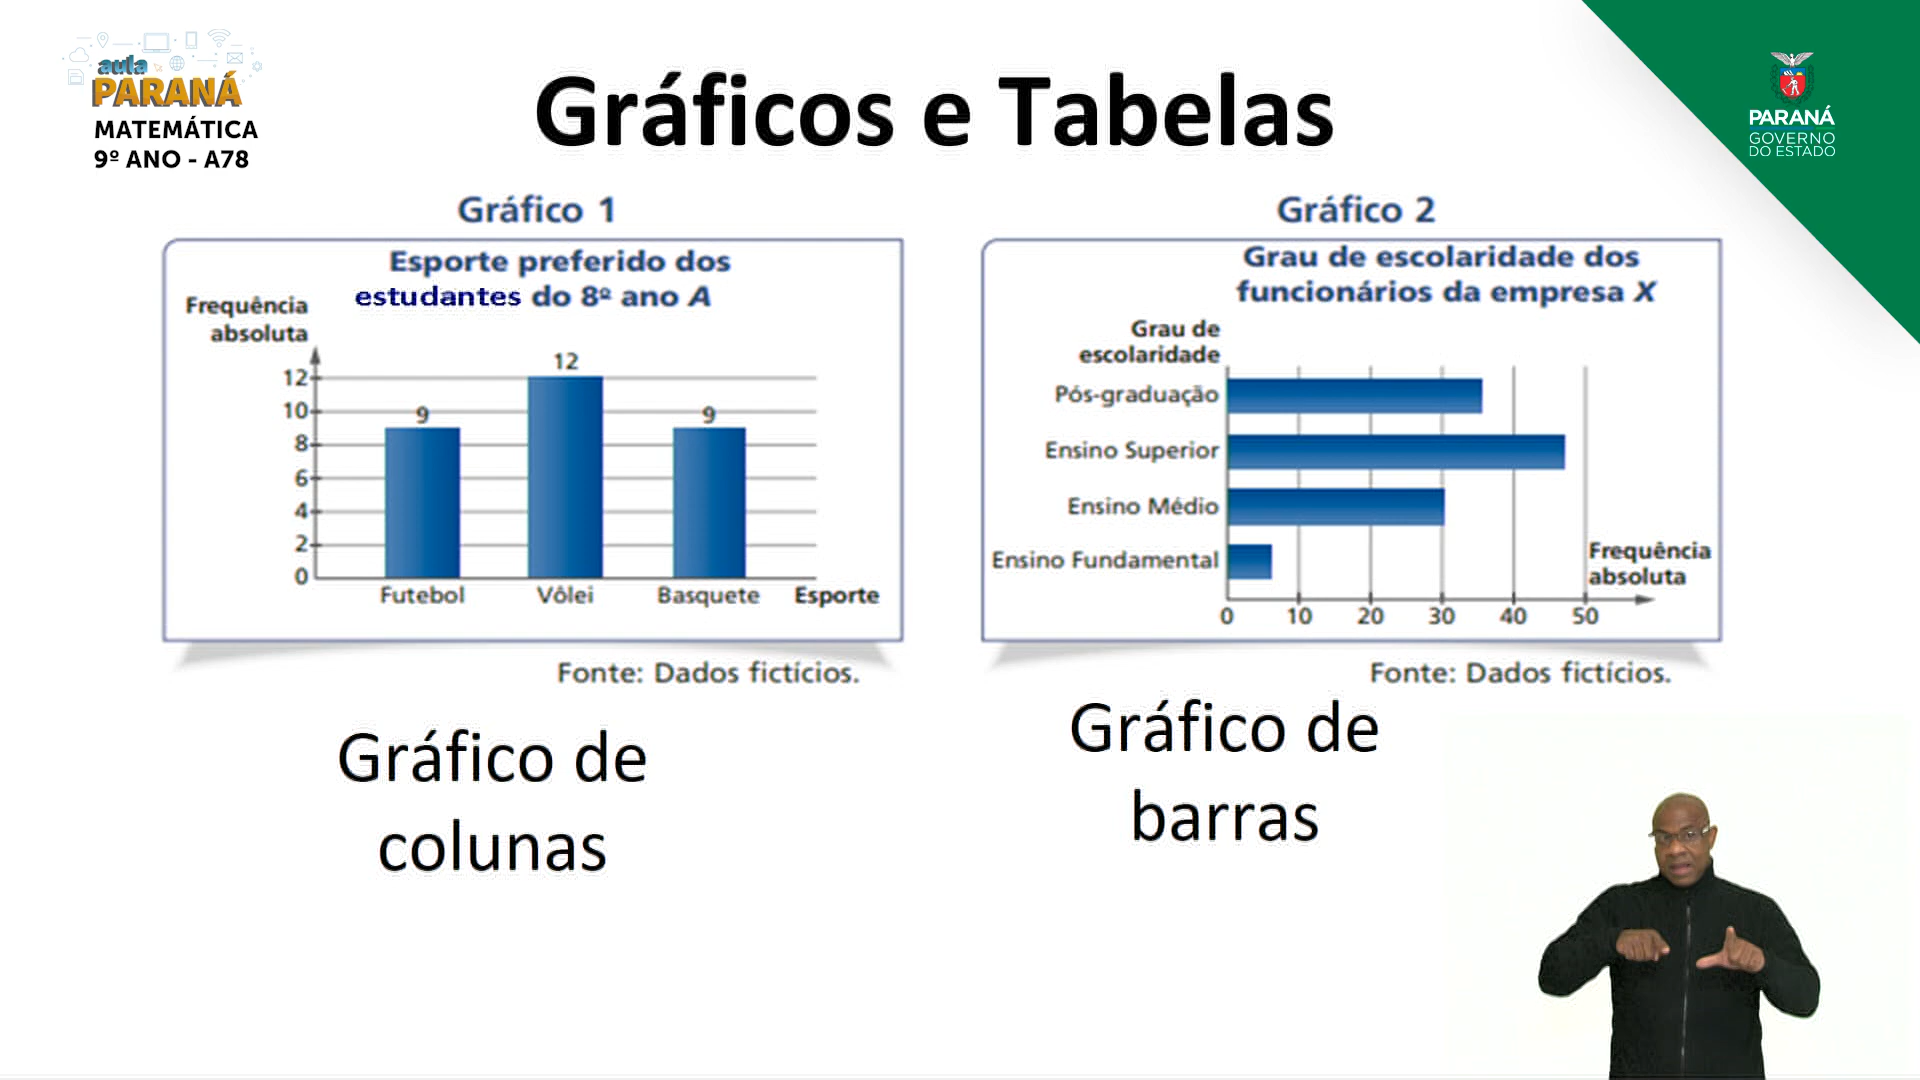 aula
PARANÁ
MATEMÁTICA
9º ANO - A78
Gráficos e Tabelas
PARANÁ
GOVERNO
DO ESTADO
Gráfico 1
Esporte preferido dos
estudantes do 8º ano A
Frequência
absoluta
12
10
8
6
4
2
0
9
12
9
Futebol
Vôlei
Basquete
Esporte
Fonte: Dados fictícios.
Gráfico de
colunas
Gráfico 2
Grau de escolaridade dos
funcionários da empresa X
Grau de
escolaridade
Pós-graduação
Ensino Superior
Ensino Médio
Ensino Fundamental
Frequência
absoluta
0
10
20
30
40
50
Fonte: Dados fictícios.
Gráfico de
barras